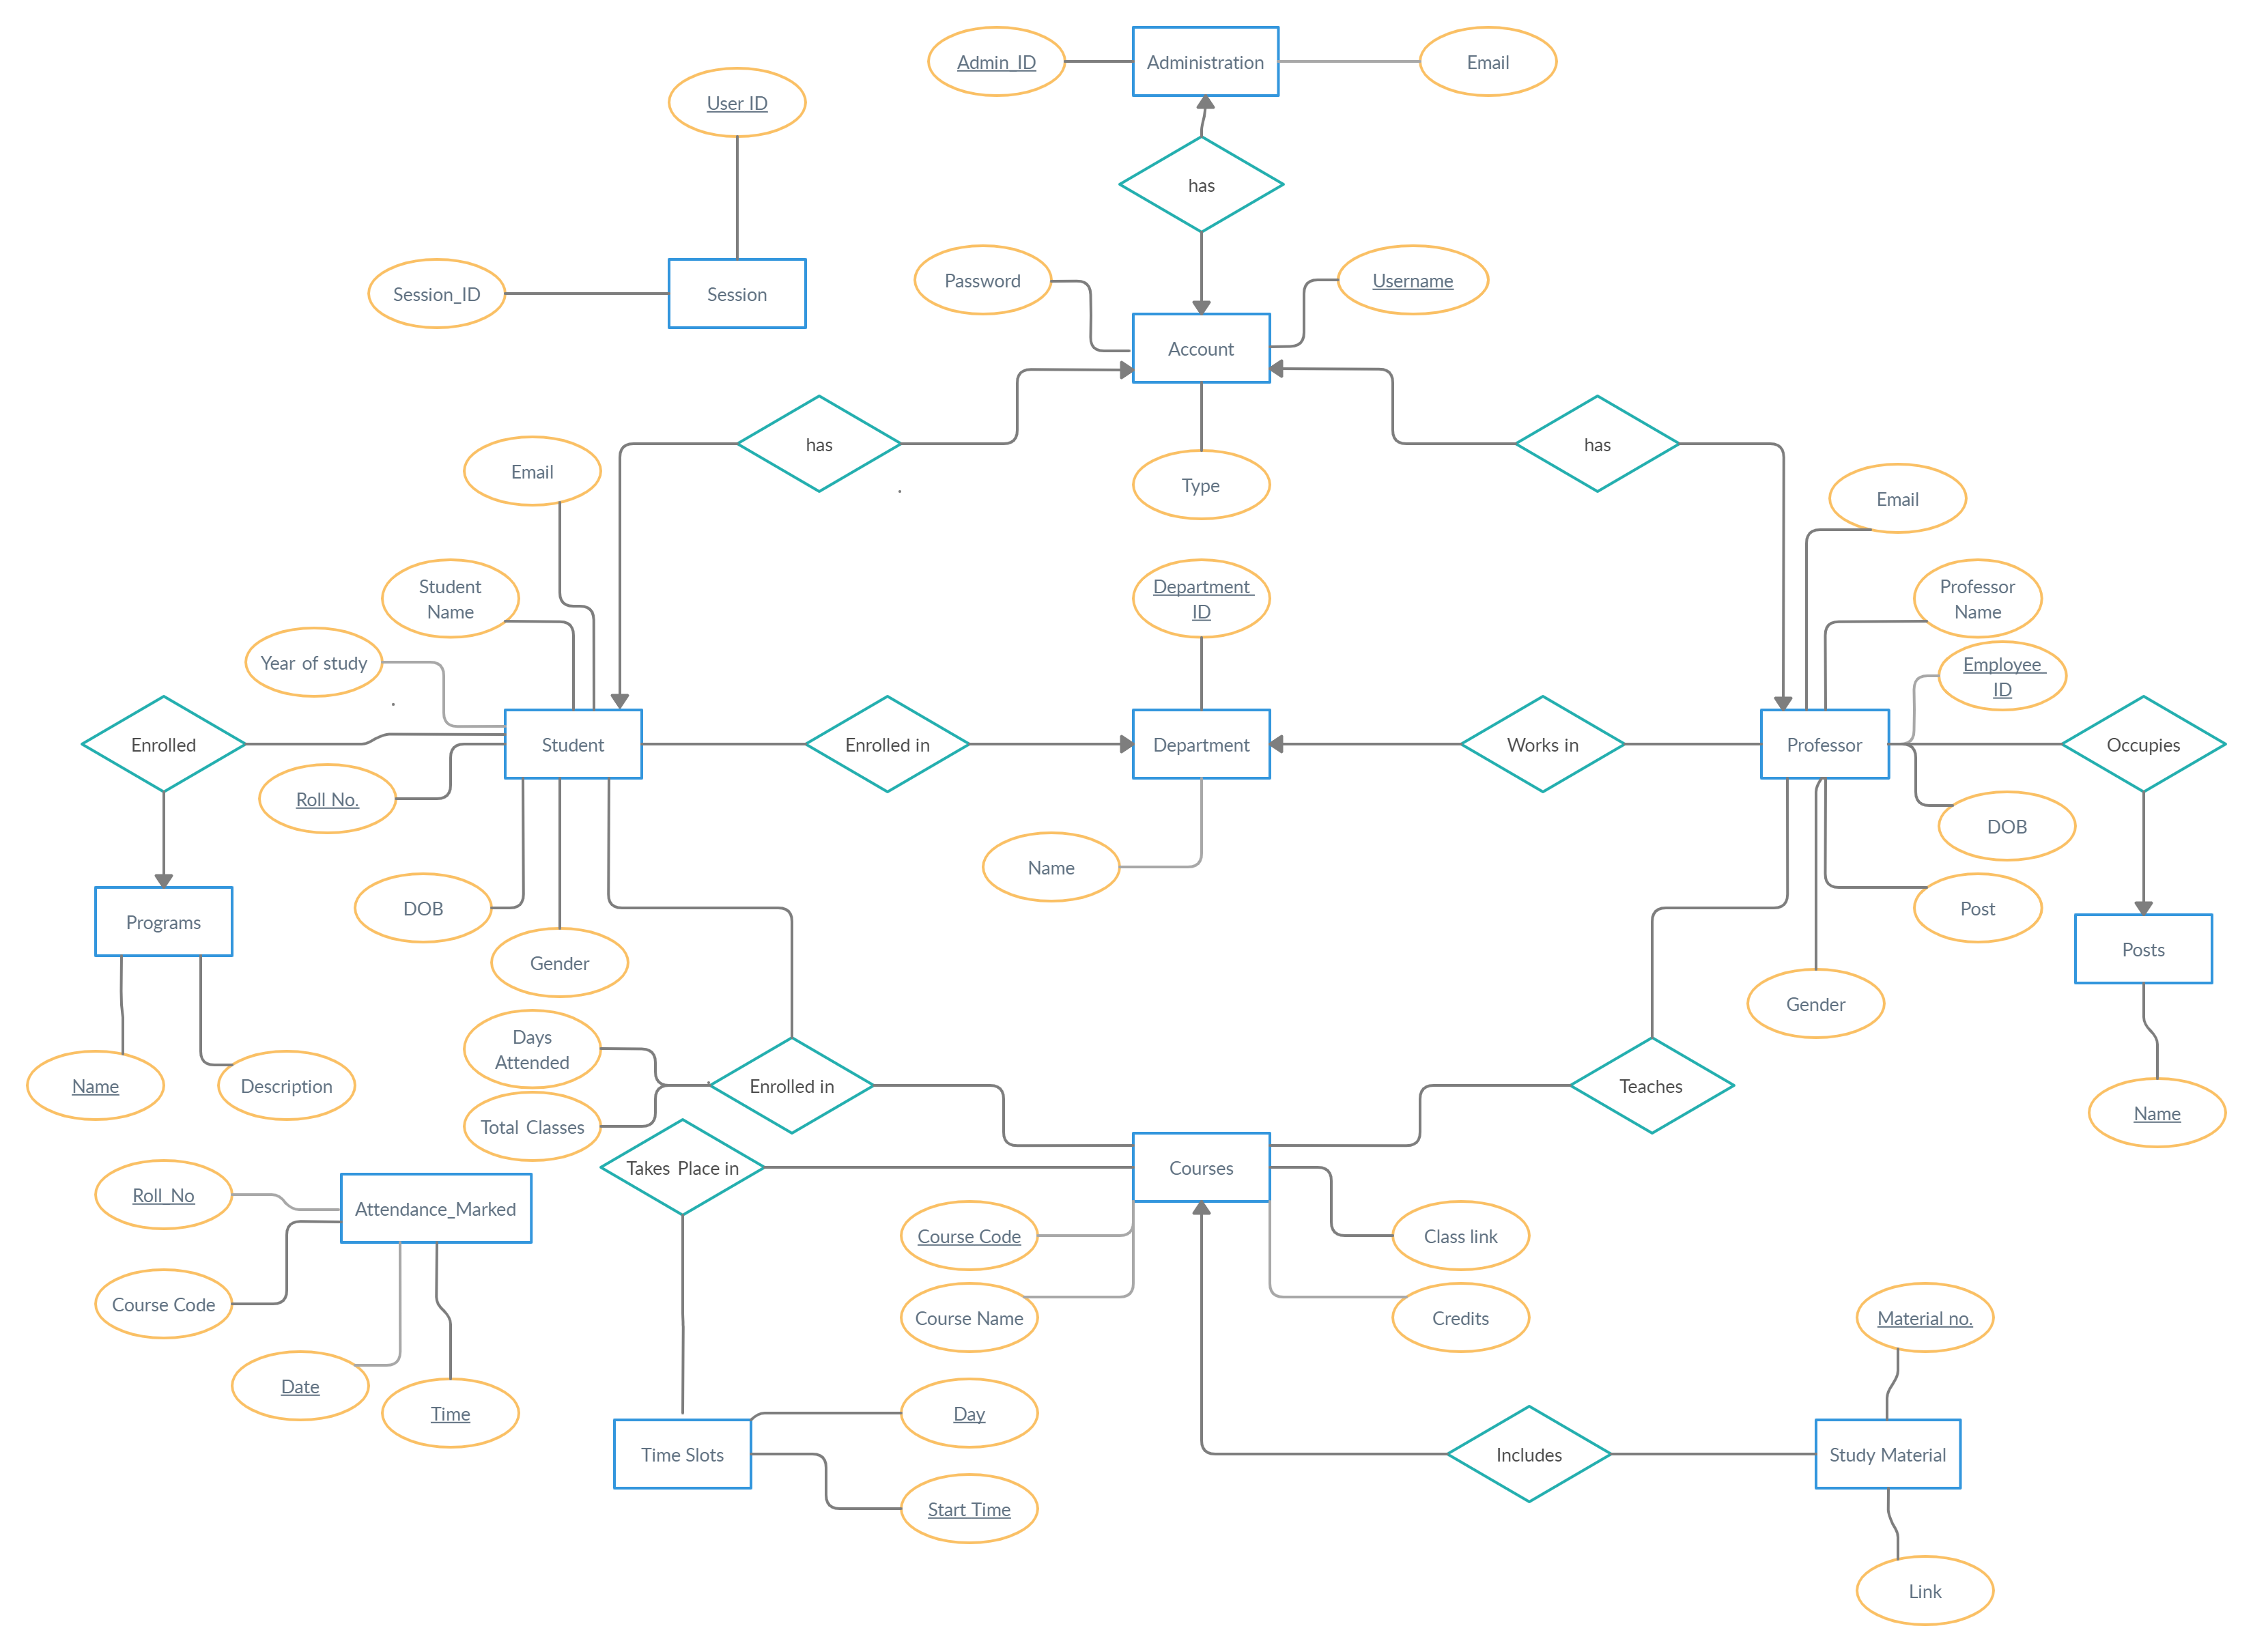 Admin_ID
Administration
Email
User ID
has
Session_ID
Session
Password
Username
Account
has
has
Email
Type
Email
Student
Name
Department
ID
Professor
Name
Year of study
Employee
ID
Enrolled
Student
Enrolled in
Department
Works in
Professor
Occupies
Roll No.
DOB
Name
Programs
DOB
Post
Gender
Posts
Gender
Days
Attended
Name
Description
Enrolled in
Teaches
Name
Total Classes
Takes Place in
Courses
Roll_No
Attendance_Marked
Course Code
Class link
Course Code
Course Name
Credits
Material no.
Date
Time
Day
Time Slots
Includes
Study Material
Start Time
Link